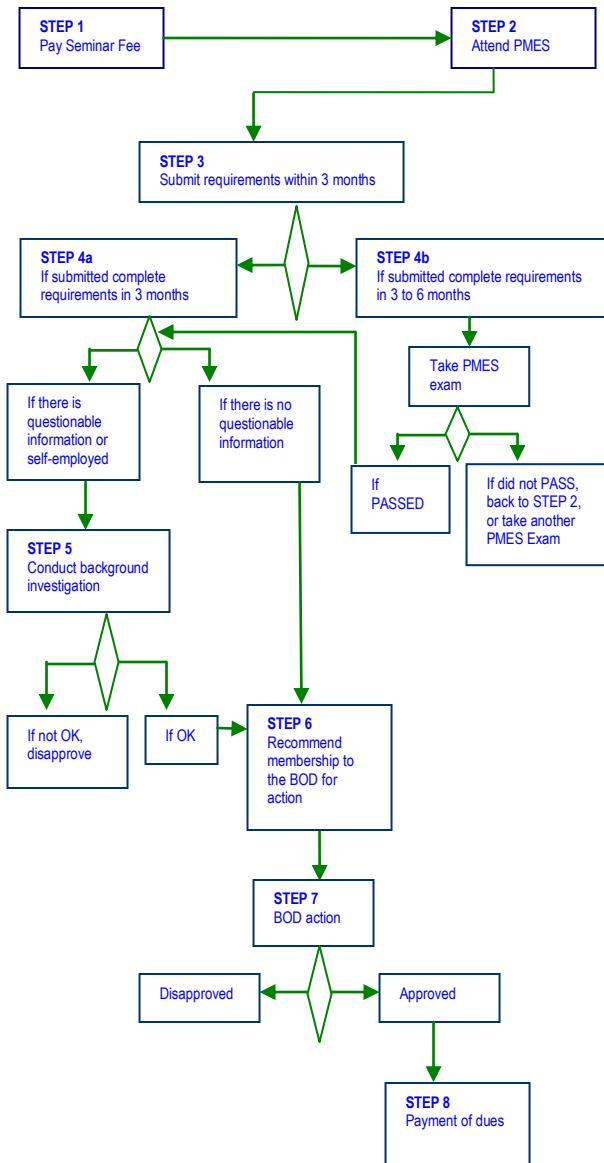 STEP 1
Pay Seminar Fee
STEP 2
Attend PMES
STEP 3
Submit requirements within 3 months
STEP 4a
If submitted complete
requirements in 3 months
STEP 4b
If submitted complete requirements
in 3 to 6 months
Take PMES
exam
If there is
questionable
information or
self-employed
If there is no
questionable
information
If
PASSED
If did not PASS,
back to STEP 2,
or take another
PMES Exam
STEP 5
Conduct background
investigation
If not OK,
disapprove
If OK
STEP 6
Recommend
membership to
the BOD for
action
STEP 7
BOD action
Disapproved
Approved
STEP 8
Payment of dues